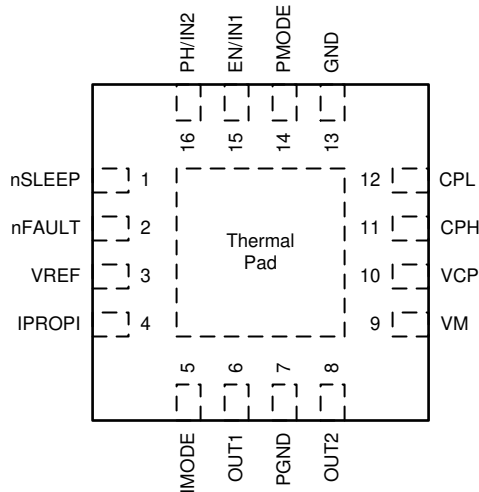 PH/IN2
EN/IN1
PMODE
GND
16
15
14
13
nSLEEP 1
12 CPL
nFAULT 2
11 CPH
Thermal
Pad
VREF 3
10 VCP
IPROPI 4
9 VM
5
6
7
8
IMODE
OUT1
PGND
OUT2